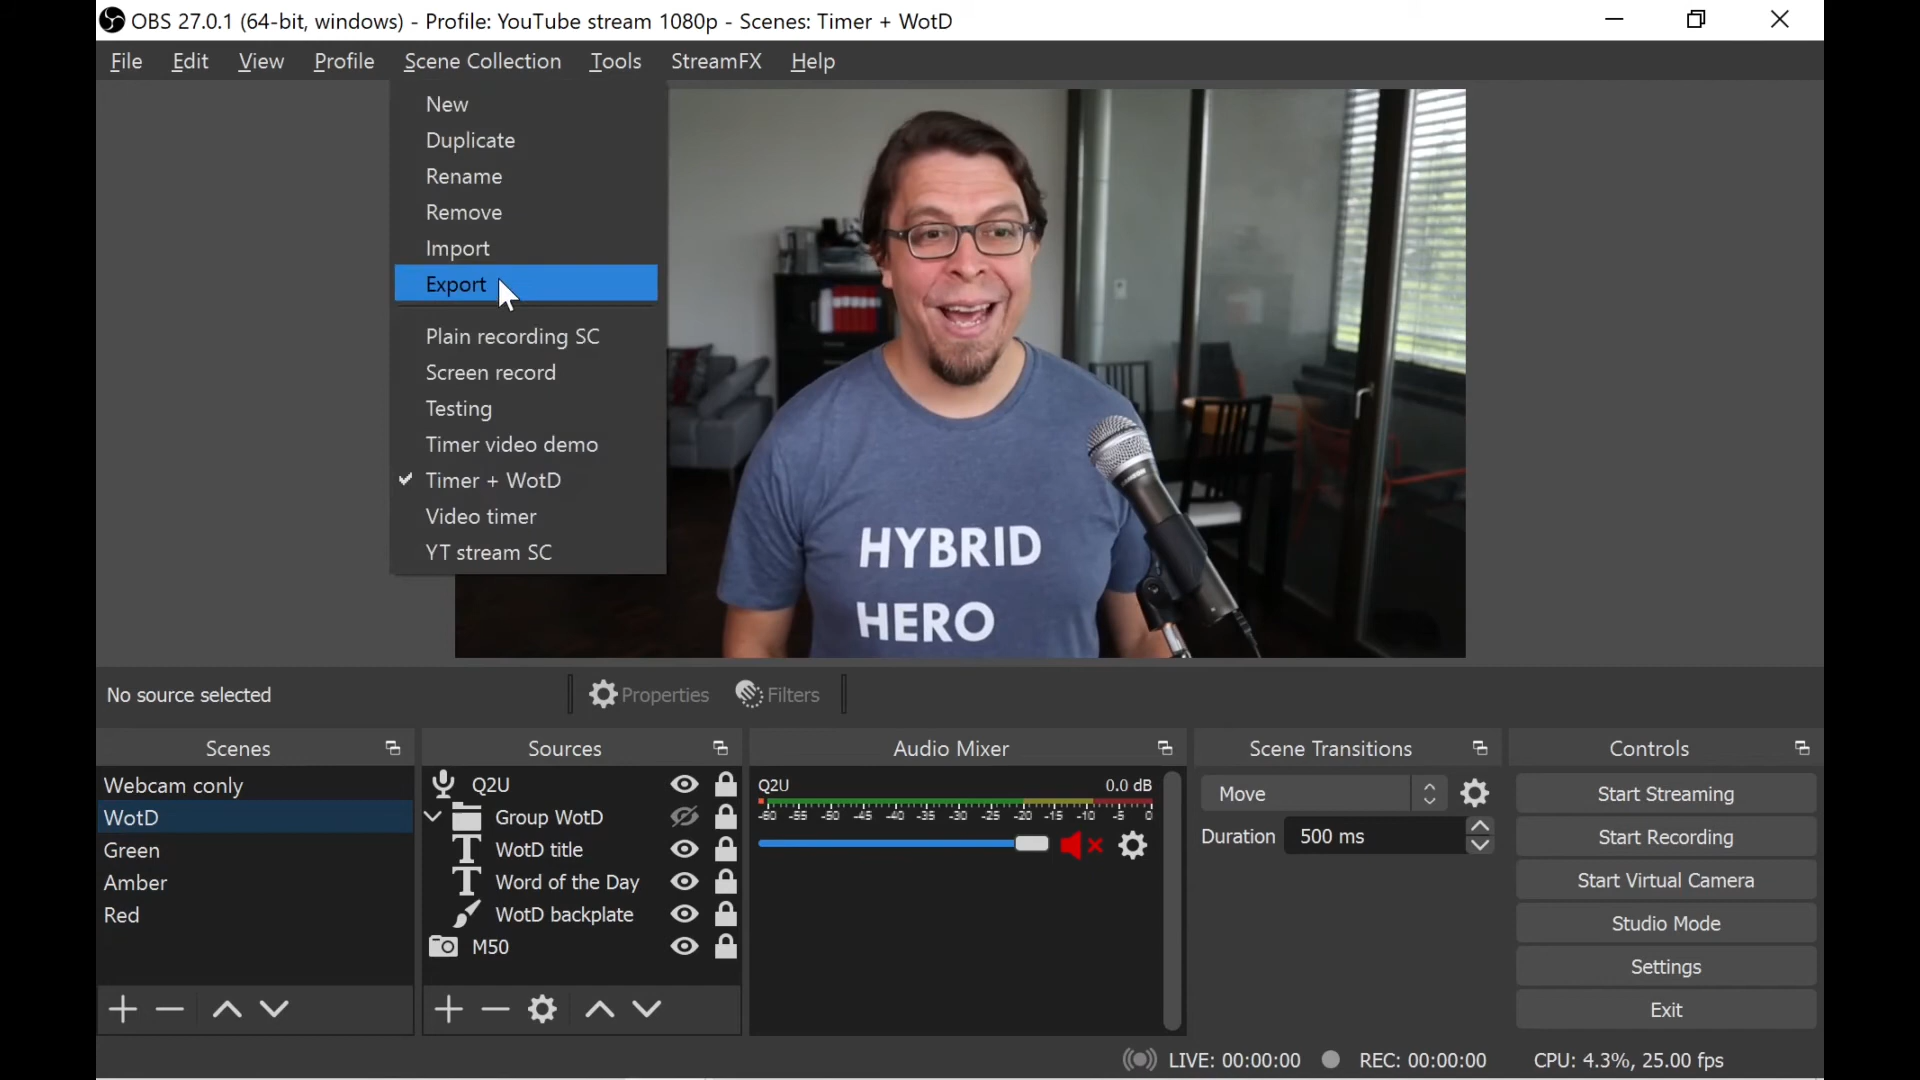 OBS 27.0.1 (64-bit, windows) - Profile: YouTube stream 1080p - Scenes: Timer + WotD
File Edit View Profile Scene Collection Tools StreamFX Help
New
Duplicate
Rename
Remove
Import
Export
Plain recording SC
Screen record
Testing
Timer video demo
Timer + WotD
Video timer
YT stream SC
HYBRID
HERO
No source selected
Properties
Filters
Scenes
Webcam conly
WotD
Green
Amber
Red
Sources
Q2U
Group WotD
WotD title
Word of the Day
WotD backplate
M50
Audio Mixer
Q2U 0.0 dB
-60 -55 -50 -45 -40 -35 -30 -25 -20 -15 -10 -5 0
Scene Transitions
Move
Duration 500 ms
Controls
Start Streaming
Start Recording
Start Virtual Camera
Studio Mode
Settings
Exit
LIVE: 00:00:00 REC: 00:00:00 CPU: 4.3%, 25.00 fps